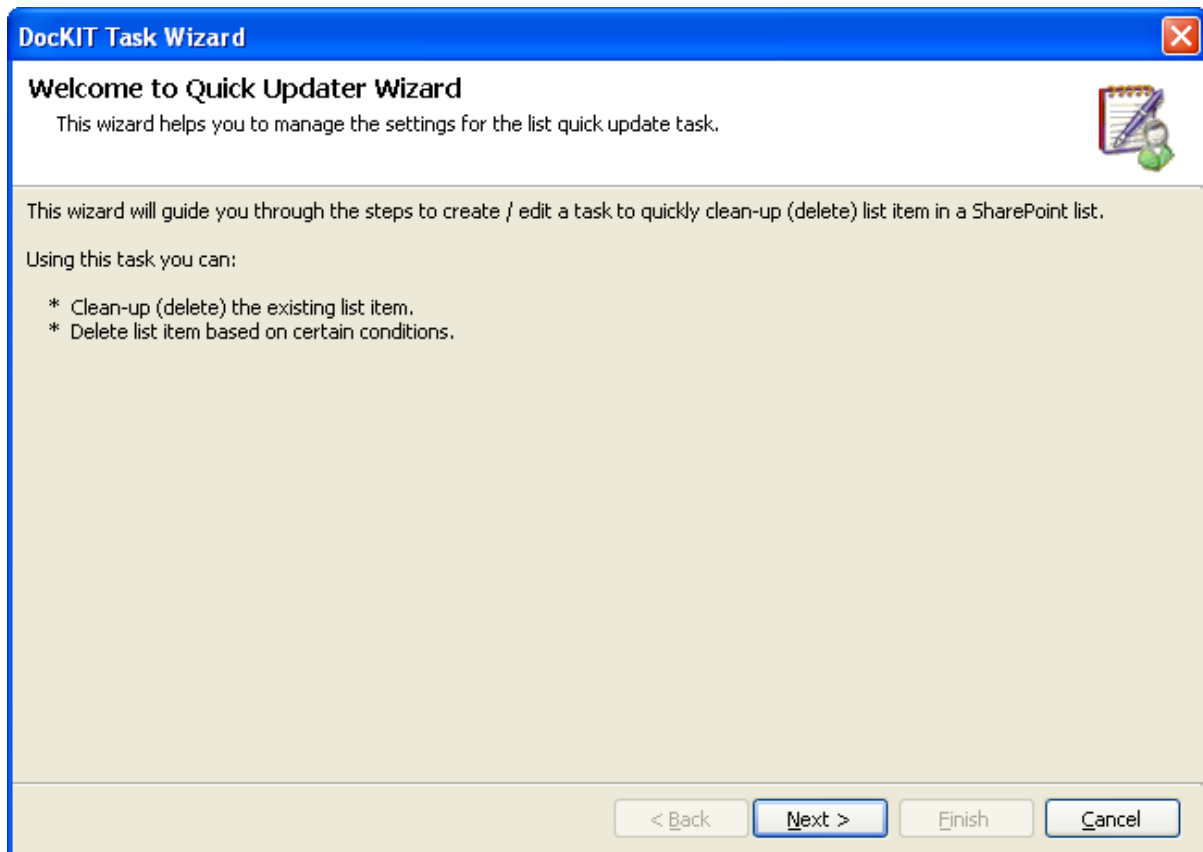 DocKIT Task Wizard
Welcome to Quick Updater Wizard
This wizard helps you to manage the settings for the list quick update task.
This wizard will guide you through the steps to create / edit a task to quickly clean-up (delete) list item in a SharePoint list.
Using this task you can:
* Clean-up (delete) the existing list item.
* Delete list item based on certain conditions.
< Back Next > Finish Cancel